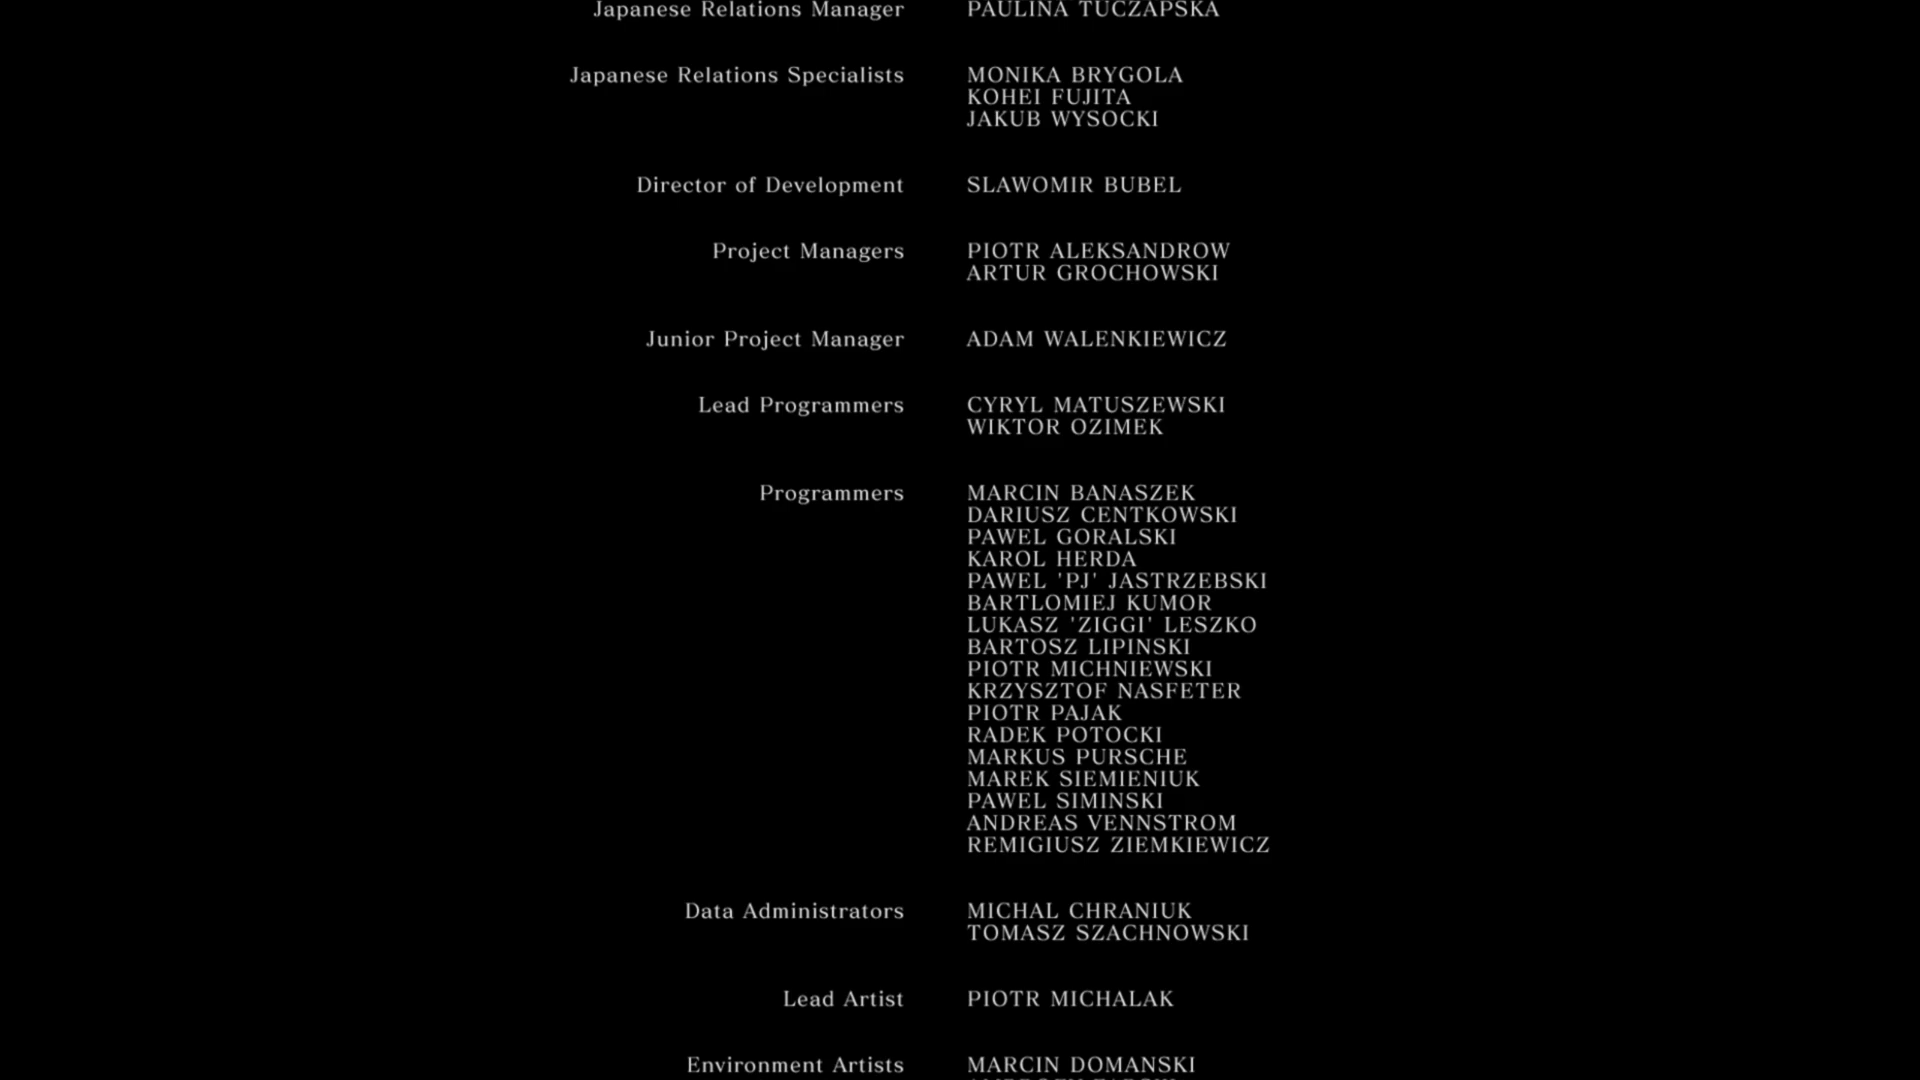 Japanese Relations Manager PAULINA TUCZAPSKA
Japanese Relations Specialists MONIKA BRYGOLA
KOHEI FUJITA
JAKUB WYSOCKI
Director of Development SLAWOMIR BUBEL
Project Managers PIOTR ALEKSANDROW
ARTUR GROCHOWSKI
Junior Project Manager ADAM WALENKIEWICZ
Lead Programmers CYRYL MATUSZEWSKI
WIKTOR OZIMEK
Programmers MARCIN BANASZEK
DARIUSZ CENTKOWSKI
PAWEL GORALSKI
KAROL HERDA
PAWEL 'PJ' JASTRZEBSKI
BARTLOMIEJ KUMOR
LUKASZ 'ZIGGI' LESZKO
BARTOSZ LIPINSKI
PIOTR MICHNIEWSKI
KRZYSZTOF NASFETER
PIOTR PAJAK
RADEK POTOCKI
MARKUS PURSCHE
MAREK SIEMIENIUK
PAWEL SIMINSKI
ANDREAS VENNSTROM
REMIGIUSZ ZIEMKIEWICZ
Data Administrators MICHAL CHRANIUK
TOMASZ SZACHNOWSKI
Lead Artist PIOTR MICHALAK
Environment Artists MARCIN DOMANSKI